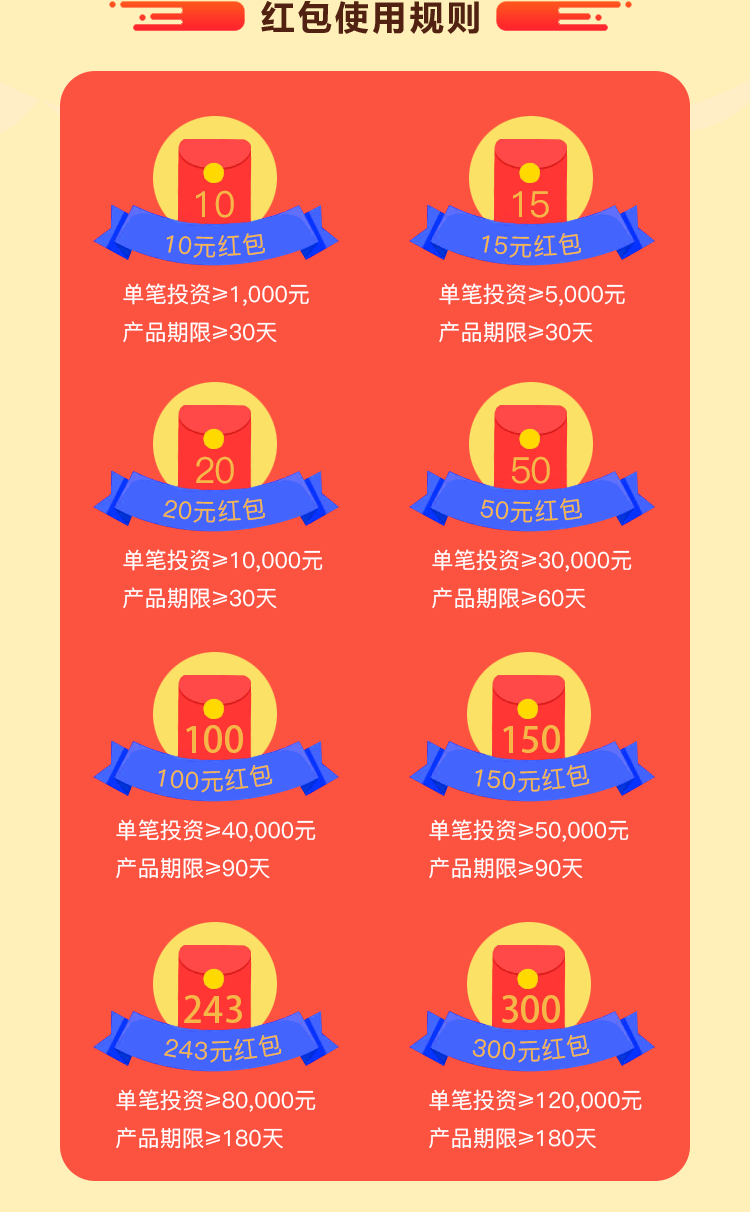 红包使用规则
10
15
10元红包
15元红包
单笔投资≥1,000元
单笔投资≥5,000元
产品期限≥30天
产品期限≥30天
20
50
20元红包
50元红包
单笔投资≥10,000元
单笔投资≥30,000元
产品期限≥30天
产品期限≥60天
100
150
100元红包
150元红包
单笔投资≥40,000元
单笔投资≥50,000元
产品期限≥90天
产品期限≥90天
243
300
243元红包
300元红包
单笔投资≥80,000元
单笔投资≥120,000元
产品期限≥180天
产品期限≥180天